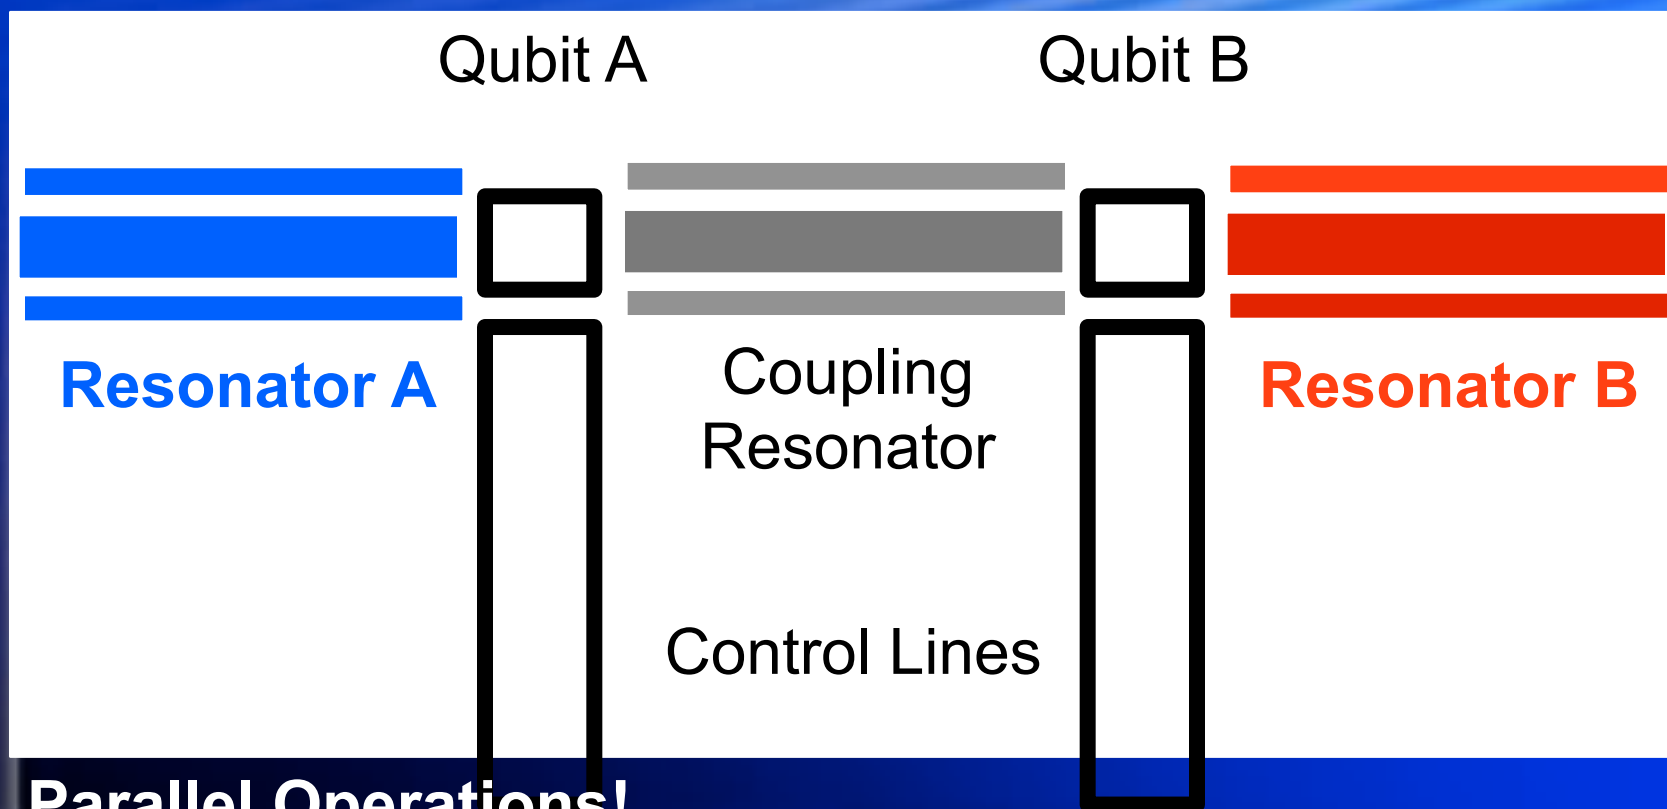 Qubit A
Qubit B
Resonator A
Coupling
Resonator
Resonator B
Control Lines
Parallel Operations!